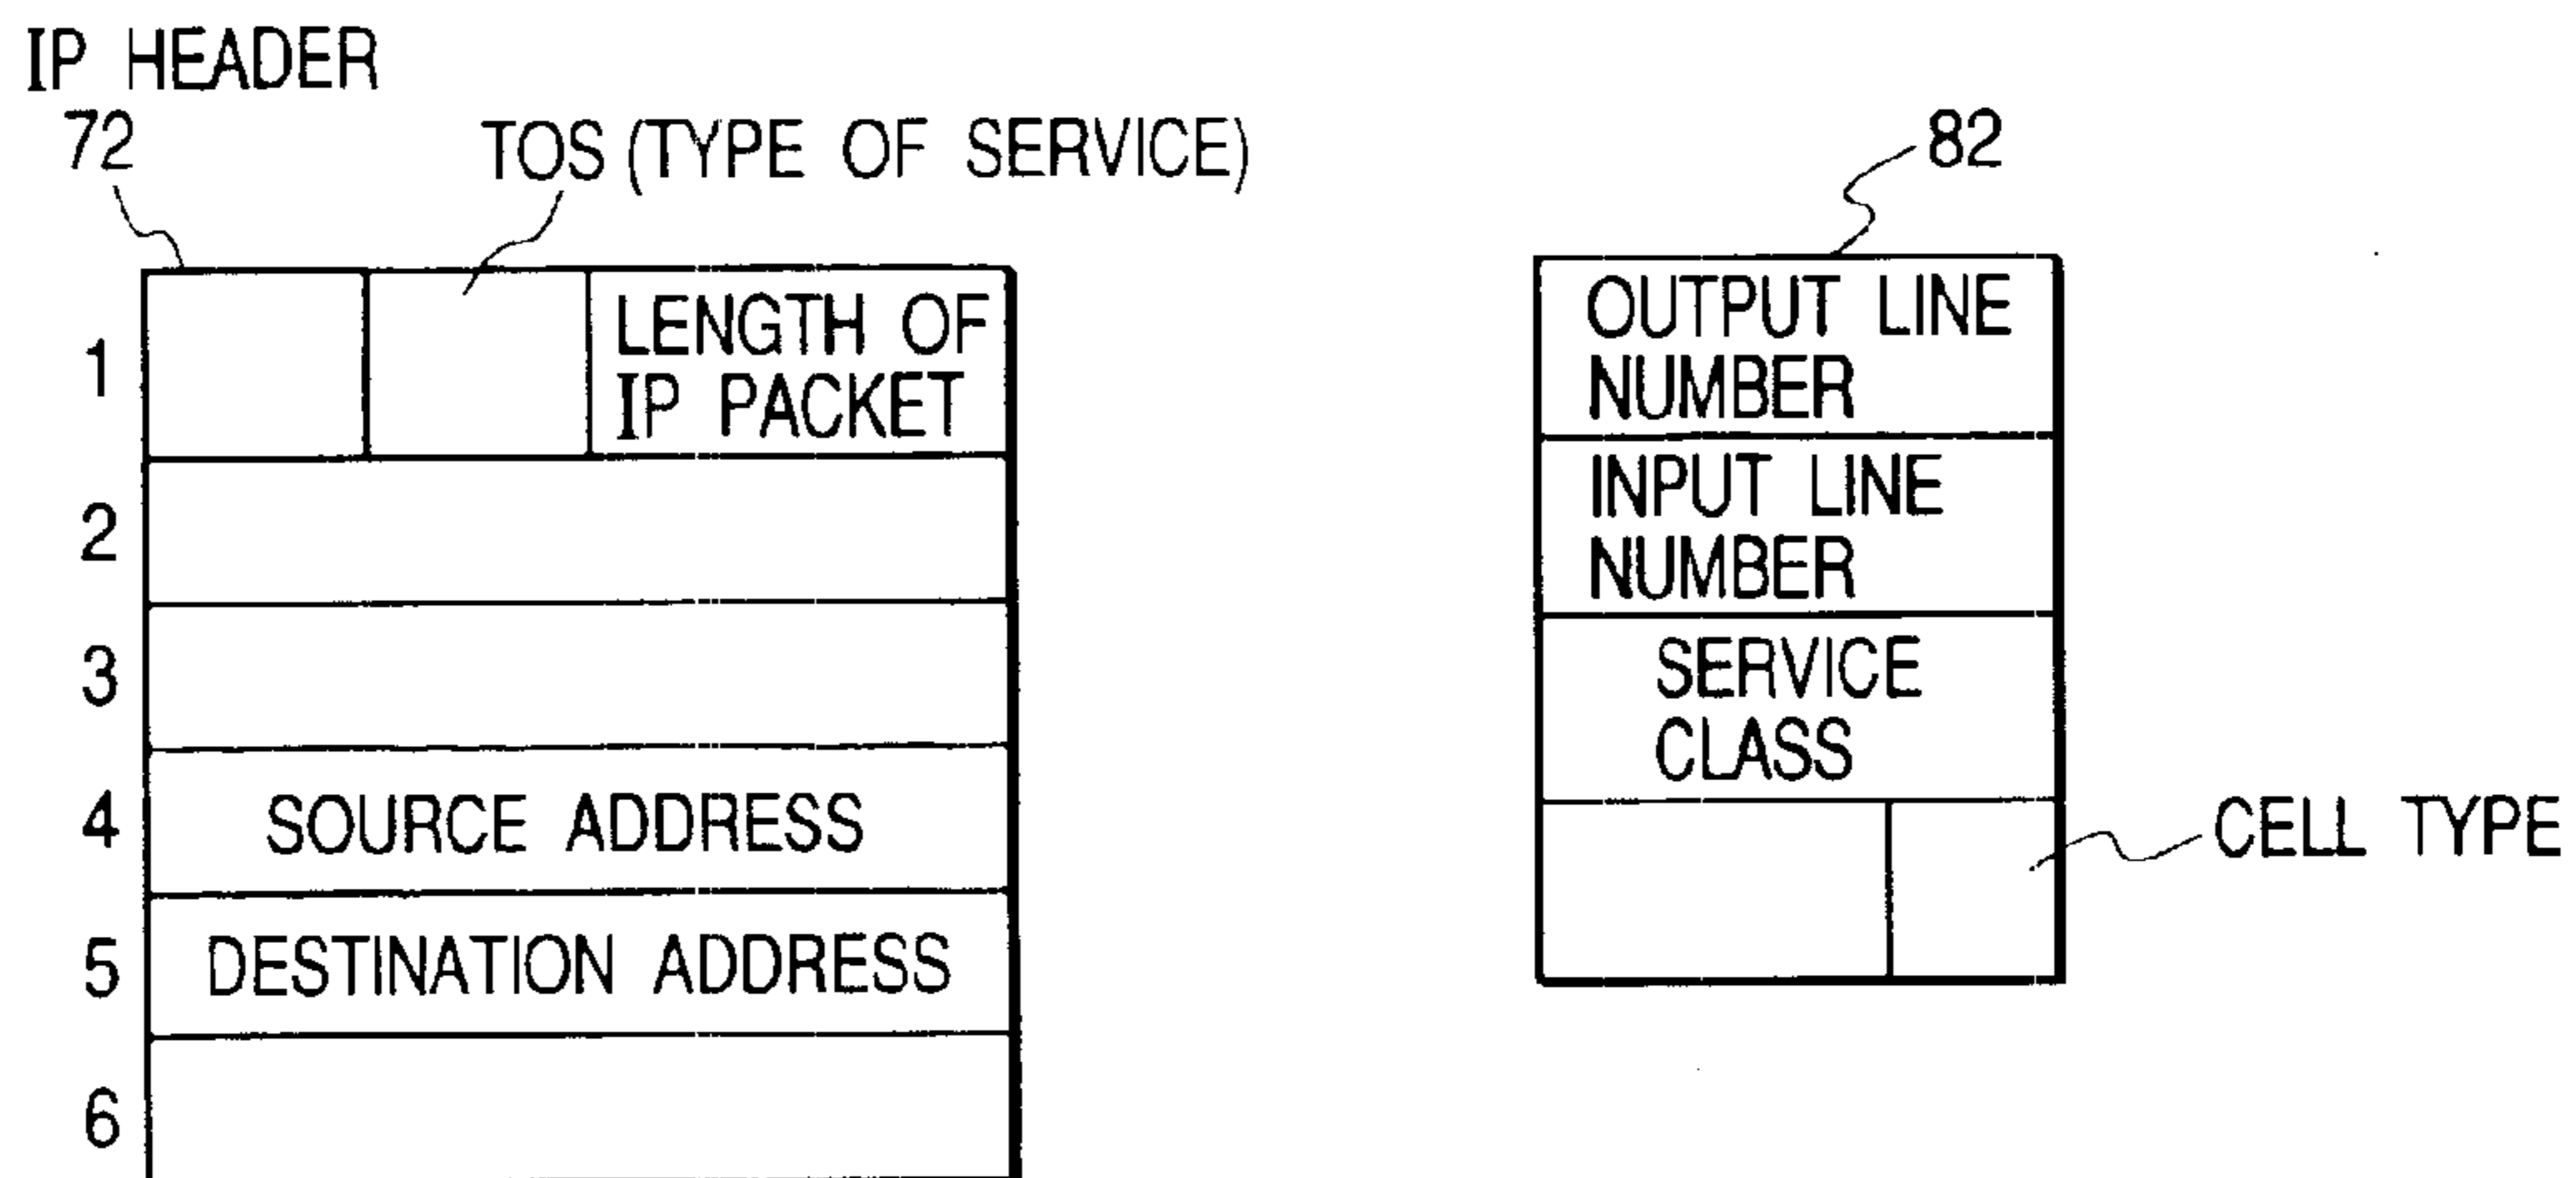 IP HEADER
72
TOS (TYPE OF SERVICE)
1
LENGTH OF
IP PACKET
2
3
4
SOURCE ADDRESS
5
DESTINATION ADDRESS
6
82
OUTPUT LINE
NUMBER
INPUT LINE
NUMBER
SERVICE
CLASS
CELL TYPE